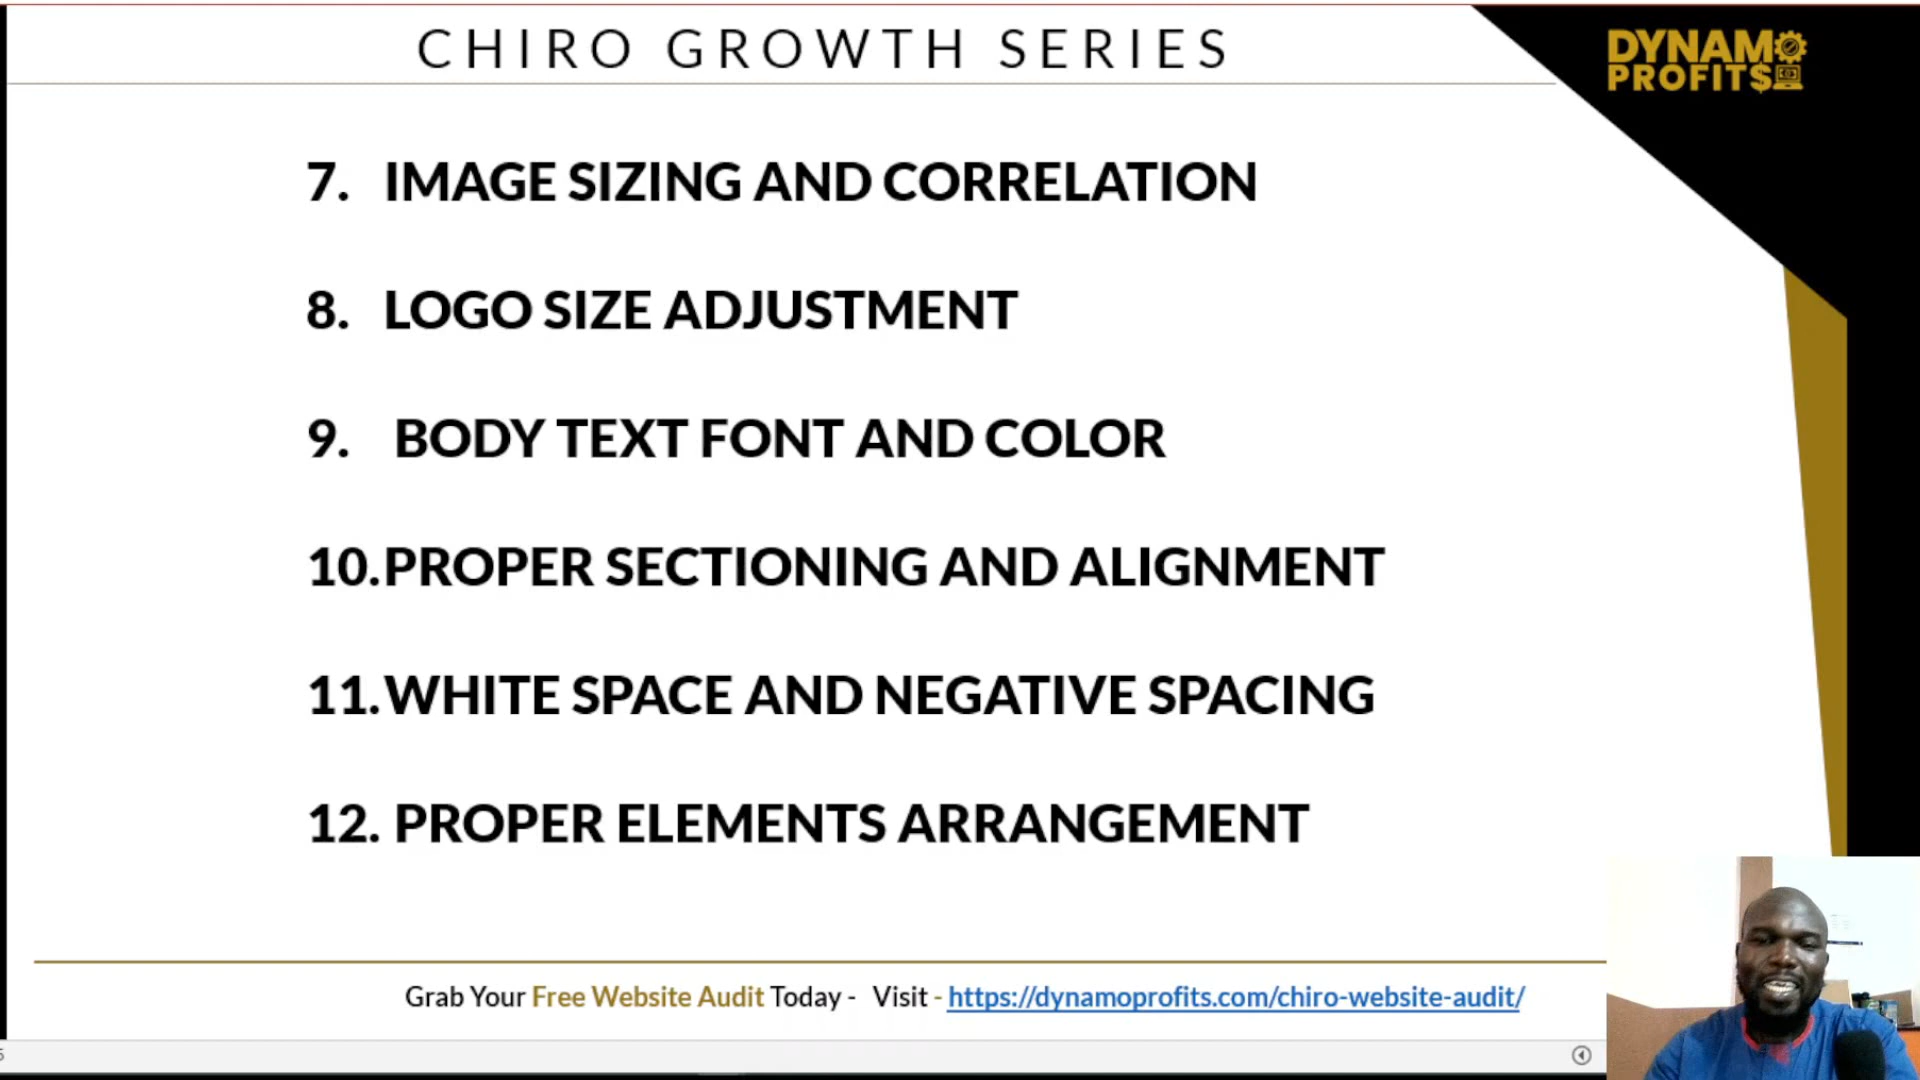 CHIRO GROWTH SERIES
DYNAMO
PROFIT$
7. IMAGE SIZING AND CORRELATION
8. LOGO SIZE ADJUSTMENT
9. BODY TEXT FONT AND COLOR
10.PROPER SECTIONING AND ALIGNMENT
11.WHITE SPACE AND NEGATIVE SPACING
12. PROPER ELEMENTS ARRANGEMENT
Grab Your Free Website Audit Today - Visit - https://dynamoprofits.com/chiro-website-audit/